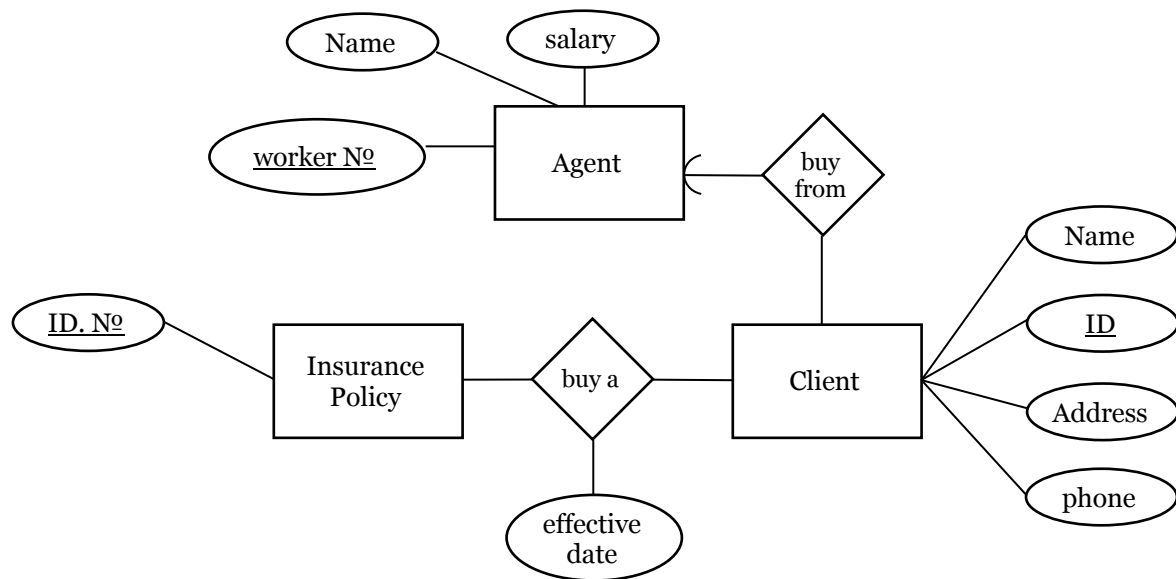 Name
salary
worker Nº
Agent
buy
from
Name
ID. Nº
Insurance
Policy
buy a
Client
ID
Address
phone
effective
date